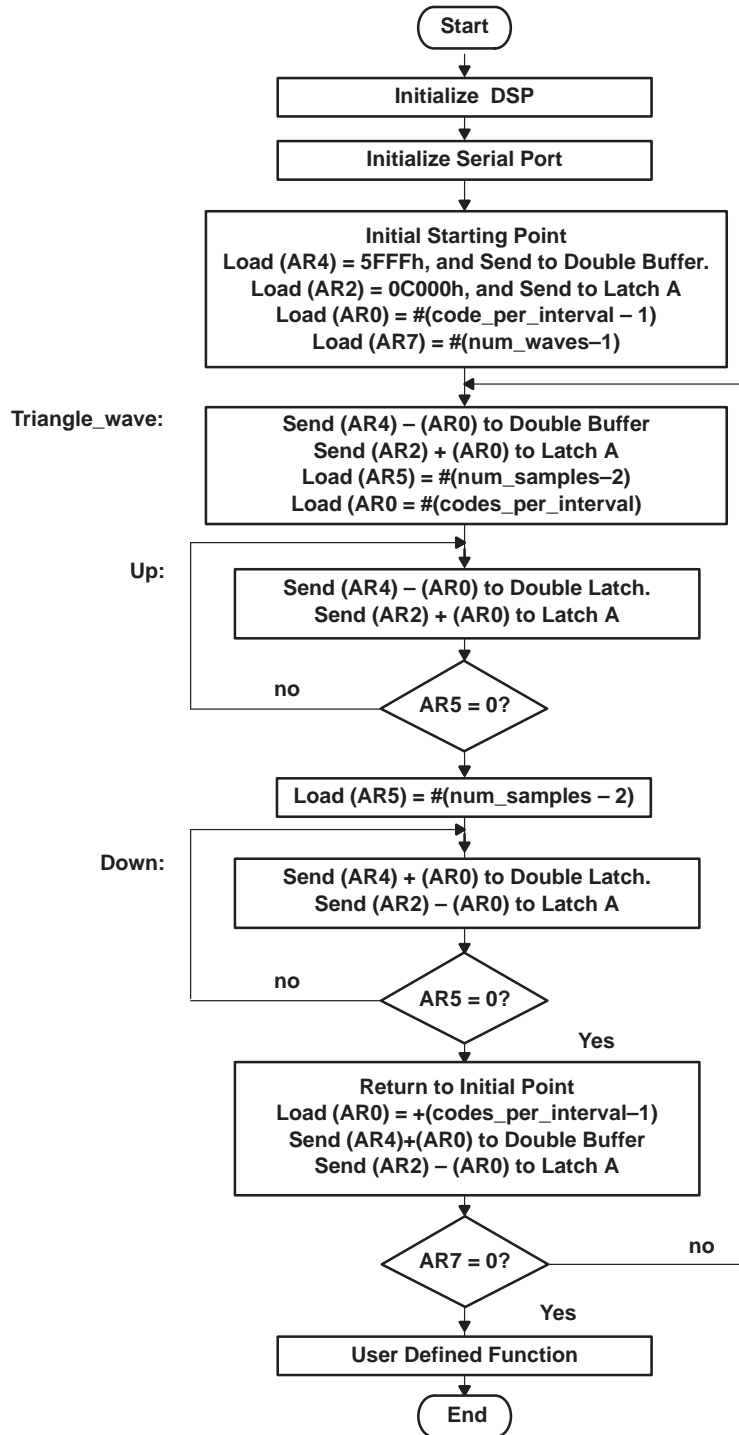 Start
Initialize  DSP
Initialize Serial Port
Initial Starting Point
Load (AR4) = 5FFFh, and Send to Double Buffer.
Load (AR2) = 0C000h, and Send to Latch A
Load (AR0) = #(code_per_interval – 1)
Load (AR7) = #(num_waves–1)
Triangle_wave:
Send (AR4) – (AR0) to Double Buffer
Send (AR2) + (AR0) to Latch A
Load (AR5) = #(num_samples–2)
Load (AR0 = #(codes_per_interval)
Up:
Send (AR4) – (AR0) to Double Latch.
Send (AR2) + (AR0) to Latch A
no
AR5 = 0?
Load (AR5) = #(num_samples – 2)
Down:
Send (AR4) + (AR0) to Double Latch.
Send (AR2) – (AR0) to Latch A
no
AR5 = 0?
Yes
Return to Initial Point
Load (AR0) = +(codes_per_interval–1)
Send (AR4)+(AR0) to Double Buffer
Send (AR2) – (AR0) to Latch A
AR7 = 0?
no
Yes
User Defined Function
End